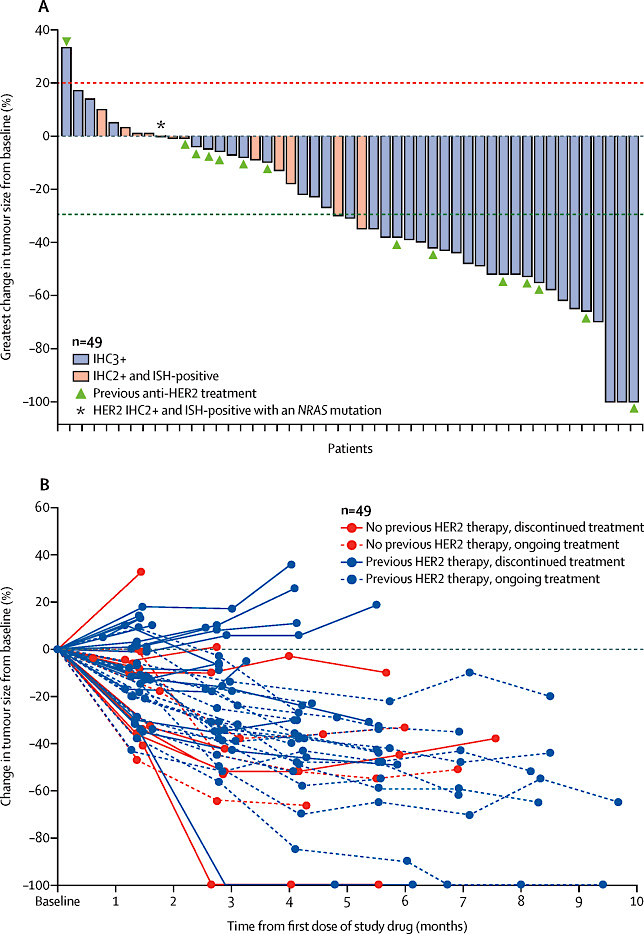 A
Greatest change in tumour size from baseline (%)
40
20
0
−20
−40
−60
−80
−100
*
n=49
IHC3+
IHC2+ and ISH-positive
Previous anti-HER2 treatment
* HER2 IHC2+ and ISH-positive with an NRAS mutation
Patients
B
Change in tumour size from baseline (%)
60
40
20
0
−20
−40
−60
−80
−100
n=49
No previous HER2 therapy, discontinued treatment
No previous HER2 therapy, ongoing treatment
Previous HER2 therapy, discontinued treatment
Previous HER2 therapy, ongoing treatment
Baseline 1 2 3 4 5 6 7 8 9 10
Time from first dose of study drug (months)